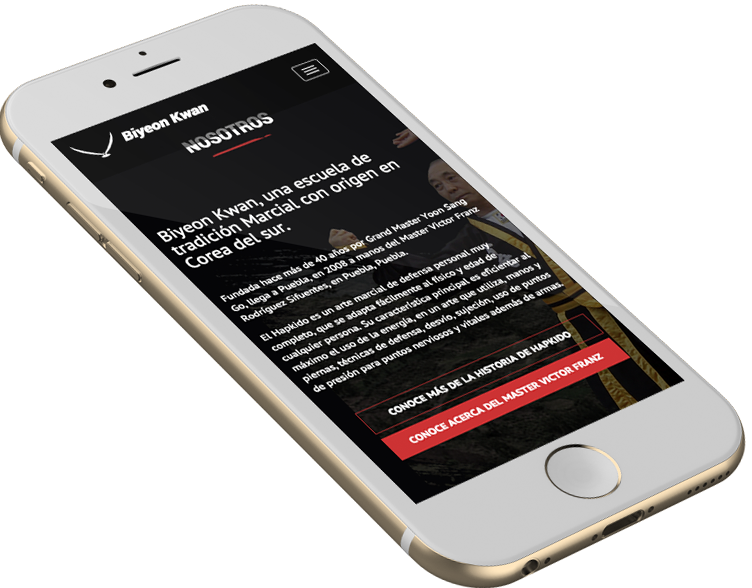 Biyeon Kwan
NOSOTROS
Biyeon Kwan, una escuela de
tradición Marcial con origen en
Corea del sur.
Fundada hace más de 40 años por Grand Master Yoon Sang
Go, llega a Puebla, en 2008 a manos del Master Victor Franz
Rodríguez Sifuentes, en Puebla, Puebla.
El Hapkido es un arte marcial de defensa personal muy
completo, que se adapta fácilmente al físico y edad de
cualquier persona. Su característica principal es eficientar al
máximo el uso de la energía, en un arte que utiliza, manos y
piernas, técnicas de defensa, desvío, sujeción, uso de puntos
de presión para puntos nerviosos y vitales además de armas.
CONOCE MÁS DE LA HISTORIA DE HAPKIDO
CONOCE ACERCA DEL MASTER VICTOR FRANZ